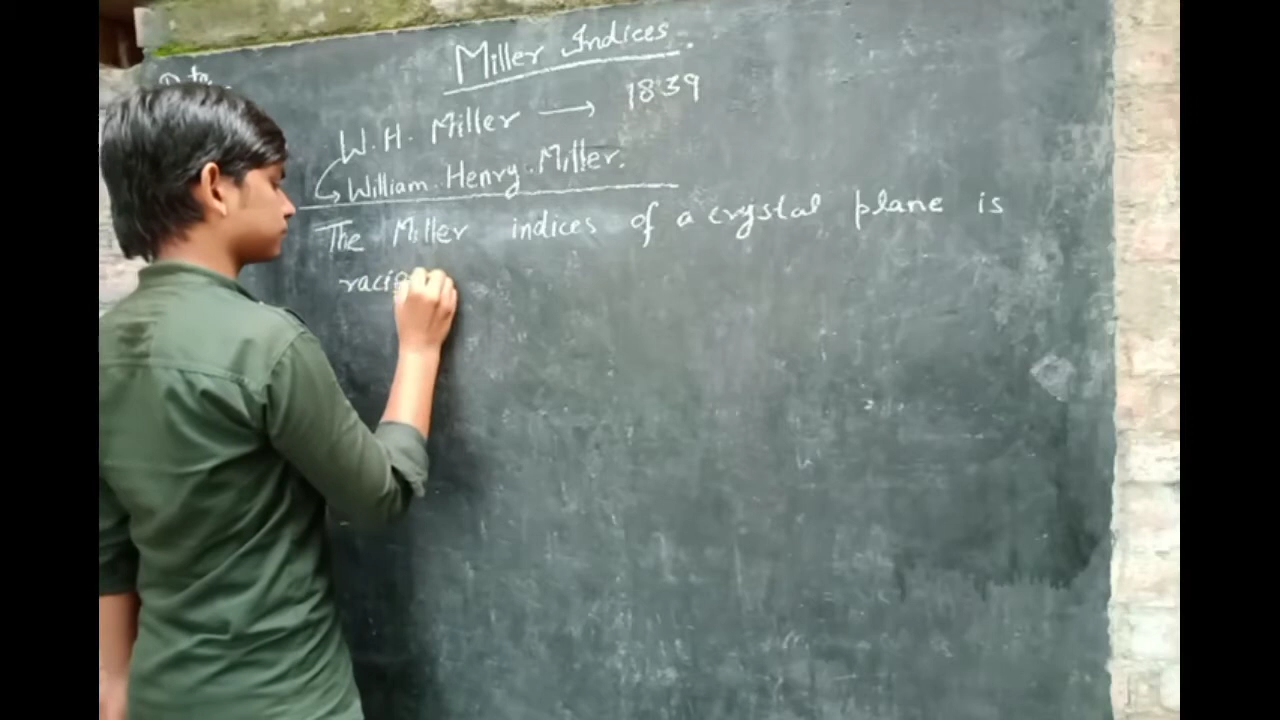 Miller Indices.
W. H. Miller → 1839
William Henry Miller.
The Miller indices of a crystal plane is